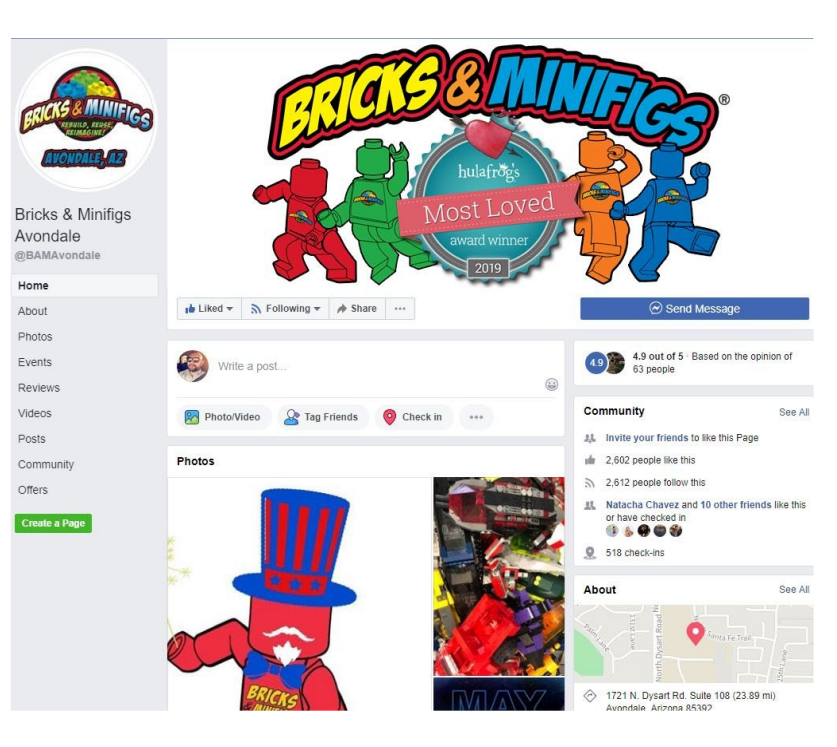 BRICKS & MINIFIGS
REBUILD, REUSE,
REIMAGINE!
AVONDALE, AZ
Bricks & Minifigs
Avondale
@BAMAvondale
Home
About
Photos
Events
Reviews
Videos
Posts
Community
Offers
Create a Page
BRICKS & MINIFIGS®
hulafrog's
Most Loved
award winner
2019
Liked
Following
Share
Send Message
Write a post...
Photo/Video
Tag Friends
Check in
Photos
BRICKS
MAY
4.9
4.9 out of 5 · Based on the opinion of
63 people
Community
See All
Invite your friends to like this Page
2,602 people like this
2,612 people follow this
Natacha Chavez and 10 other friends like this
or have checked in
518 check-ins
About
See All
Palm Lane
North Dysart Road
Santa Fe Trail
1721 N. Dysart Rd. Suite 108 (23.89 mi)
Avondale, Arizona 85392